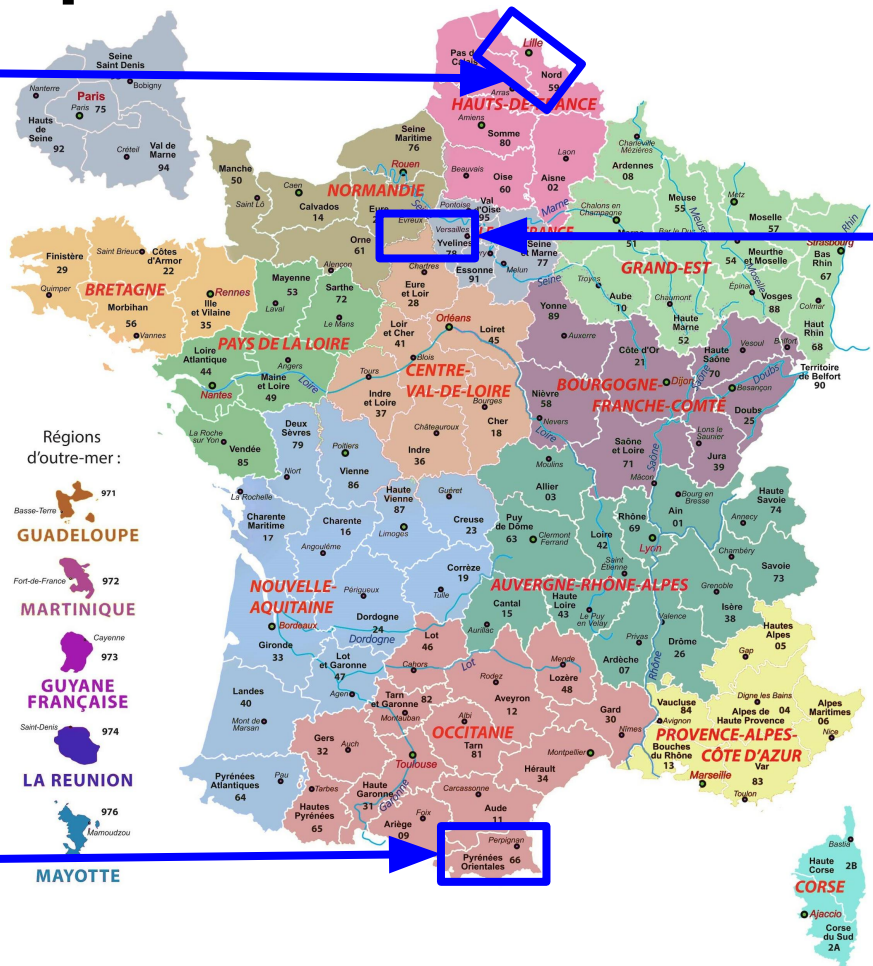 Seine
Saint Denis
Bobigny
Nanterre
Paris
Paris 75
Hauts
de
Seine
92
Créteil
Val de
Marne
94
Lille
Pas de
Nord
59
Arras
HAUTS-DE-FRANCE
Amiens
Somme
80
Laon
Aisne
02
Beauvais
Oise
60
Seine
Maritime
76
Rouen
NORMANDIE
Manche
50
Saint Lô
Caen
Calvados
14
Eure
Evreux
Orne
61
Alençon
Pontoise
Val
d'Oise
95
Versailles
Yvelines
78
Essonne
91
Melun
Seine
et Marne
77
Marne
Seine
Charleville
Mézières
Ardennes
08
Chalons en
Champagne
Marne
51
Bar le Duc
Meuse
55
Meuse
Metz
Moselle
57
Meurthe
et Moselle
54
Moselle
Strasbourg
Rhin
Bas
Rhin
67
GRAND-EST
Troyes
Aube
10
Chaumont
Haute
Marne
52
Épinal
Vosges
88
Colmar
Haut
Rhin
68
Finistère
29
Quimper
Saint Brieuc
Côtes
d'Armor
22
BRETAGNE
Morbihan
56
Vannes
Rennes
Ille
et Vilaine
35
Mayenne
53
Laval
Sarthe
72
Le Mans
PAYS DE LA LOIRE
Loire
Atlantique
44
Nantes
Angers
Maine
et Loire
49
Loire
La Roche
sur Yon
Vendée
85
Chartres
Eure
et Loir
28
Orléans
Loiret
45
Loir
et Cher
41
Blois
Tours
CENTRE-
VAL-DE-LOIRE
Indre
et Loire
37
Bourges
Cher
18
Châteauroux
Indre
36
Yonne
89
Auxerre
Côte d'Or
21
Dijon
Haute
Saône
70
Vesoul
Belfort
Territoire
de Belfort
90
Saône
Besançon
Doubs
BOURGOGNE-
FRANCHE-COMTÉ
Nièvre
58
Nevers
Loire
Doubs
25
Lons le
Saunier
Jura
39
Saône
et Loire
71
Mâcon
Saône
Deux
Sèvres
79
Niort
Poitiers
Vienne
86
La Rochelle
Charente
Maritime
17
Charente
16
Angoulême
Haute
Vienne
87
Limoges
Guéret
Creuse
23
Corrèze
19
Tulle
NOUVELLE-
AQUITAINE
Périgueux
Dordogne
24
Dordogne
Bordeaux
Gironde
33
Lot
et Garonne
47
Agen
Landes
40
Mont de
Marsan
Pyrénées
Atlantiques
64
Pau
Moulins
Allier
03
Puy
de Dôme
63
Clermont
Ferrand
Loire
42
Saint
Etienne
Rhône
69
Lyon
Bourg en
Bresse
Ain
01
Haute
Savoie
74
Annecy
Chambéry
Savoie
73
AUVERGNE-RHÔNE-ALPES
Cantal
15
Aurillac
Haute
Loire
43
Le Puy
en Velay
Grenoble
Isère
38
Valence
Drôme
26
Privas
Ardèche
07
Rhône
Lot
46
Cahors
Lot
Mende
Lozère
48
Rodez
Aveyron
12
Tarn
et Garonne
82
Montauban
Albi
Tarn
81
OCCITANIE
Gers
32
Auch
Toulouse
Haute
Garonne
31
Garonne
Tarbes
Hautes
Pyrénées
65
Foix
Ariège
09
Carcassonne
Aude
11
Montpellier
Hérault
34
Gard
30
Nîmes
Perpignan
Pyrénées
Orientales
66
Hautes
Alpes
05
Gap
Digne les Bains
Alpes de
Haute Provence
04
Alpes
Maritimes
06
Nice
Vaucluse
84
Avignon
PROVENCE-ALPES-
CÔTE D'AZUR
Bouches
du Rhône
13
Marseille
Var
83
Toulon
Bastia
Haute
Corse
2B
CORSE
Ajaccio
Corse
du Sud
2A
Régions
d'outre-mer :
971
Basse-Terre
GUADELOUPE
Fort-de-France
972
MARTINIQUE
Cayenne
973
GUYANE
FRANÇAISE
Saint-Denis
974
LA REUNION
976
Mamoudzou
MAYOTTE